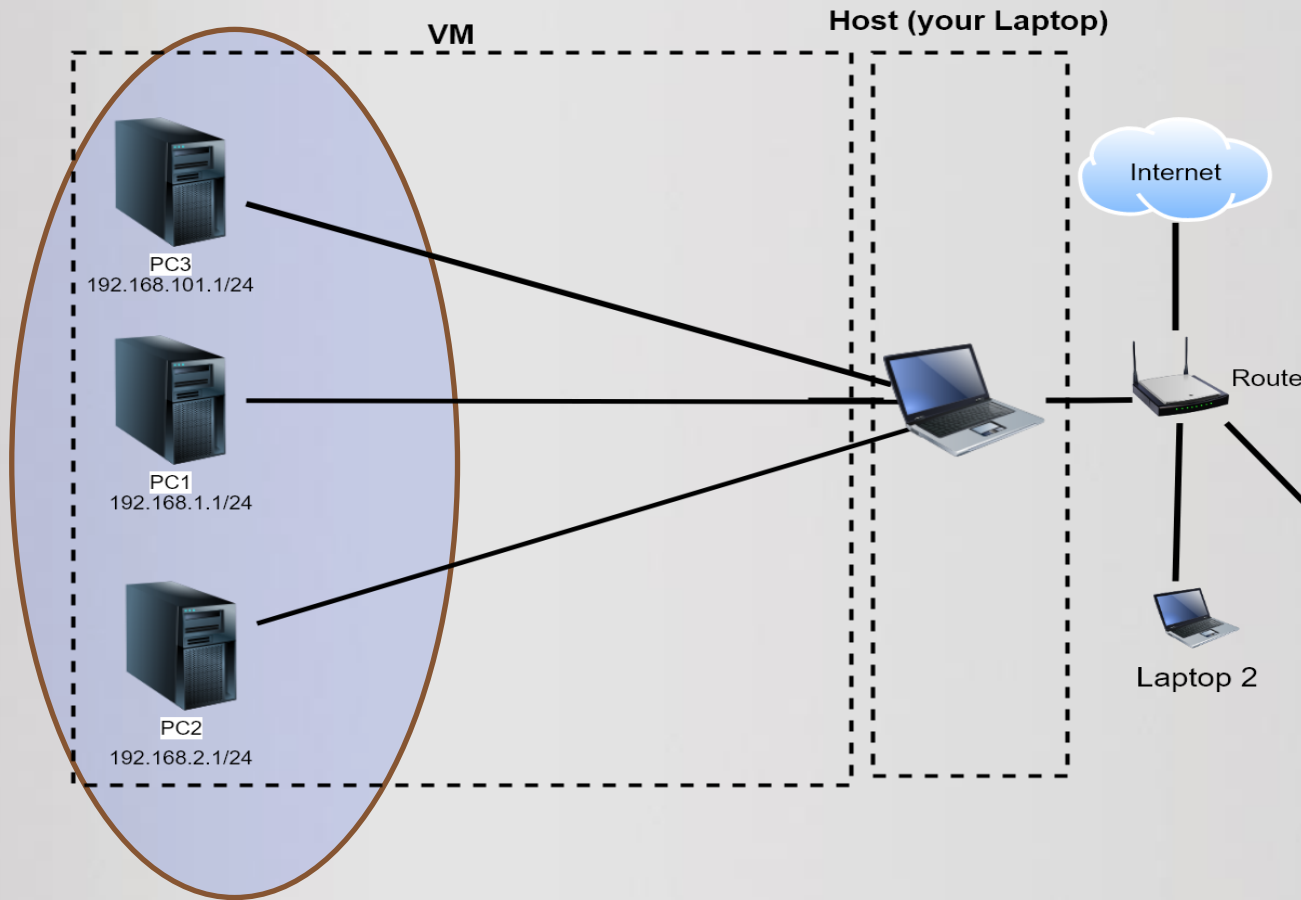 VM
Host (your Laptop)
PC3
192.168.101.1/24
PC1
192.168.1.1/24
PC2
192.168.2.1/24
Internet
Route
Laptop 2